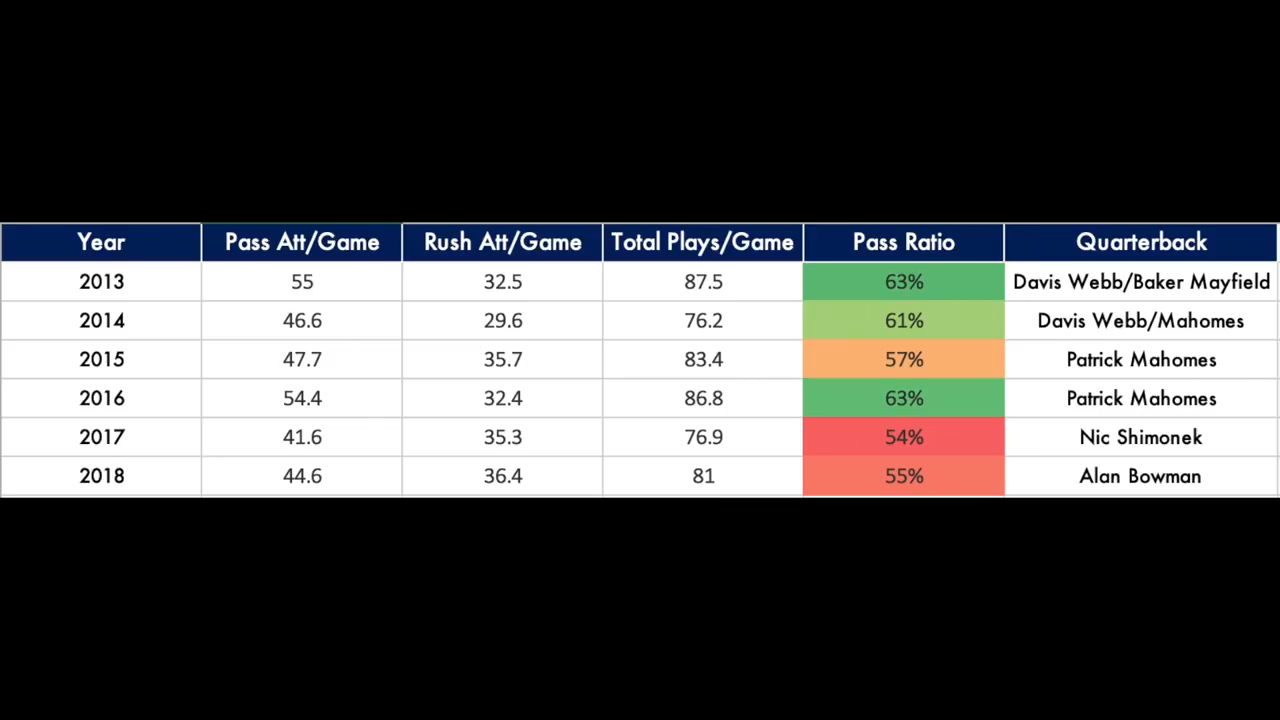 Year Pass Att/Game Rush Att/Game Total Plays/Game Pass Ratio Quarterback
2013 55 32.5 87.5 63% Davis Webb/Baker Mayfield
2014 46.6 29.6 76.2 61% Davis Webb/Mahomes
2015 47.7 35.7 83.4 57% Patrick Mahomes
2016 54.4 32.4 86.8 63% Patrick Mahomes
2017 41.6 35.3 76.9 54% Nic Shimonek
2018 44.6 36.4 81 55% Alan Bowman